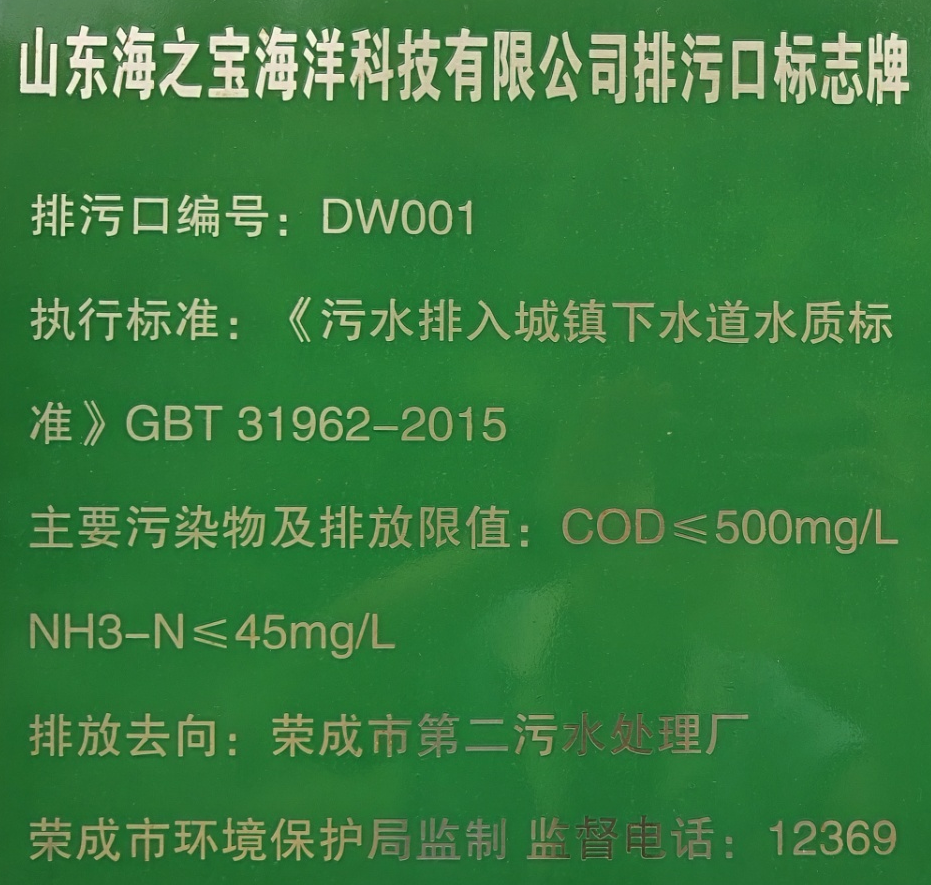 山东海之宝海洋科技有限公司排污口标志牌
排污口编号：DW001
执行标准：《污水排入城镇下水道水质标
准》GBT 31962-2015
主要污染物及排放限值：COD≤500mg/L
NH3-N≤45mg/L
排放去向：荣成市第二污水处理厂
荣成市环境保护局监制 监督电话：12369